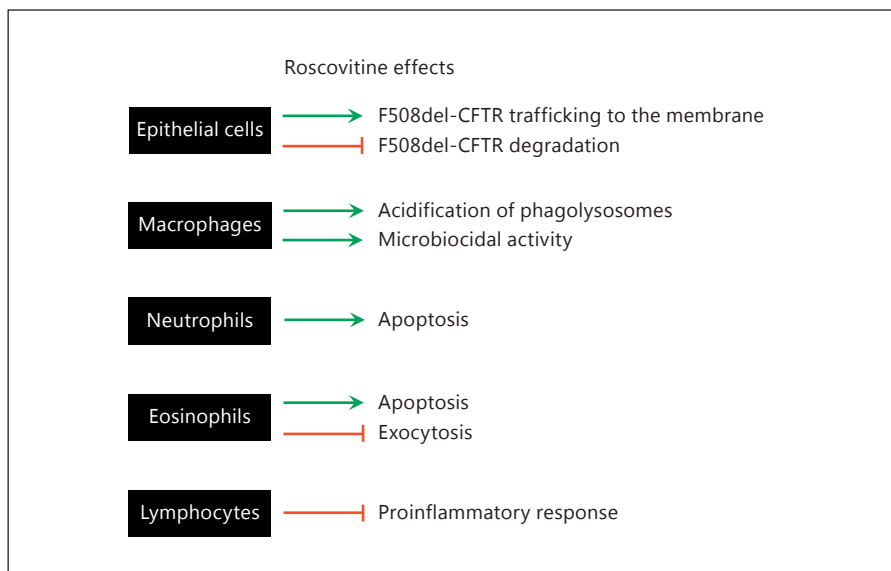 Roscovitine effects
Epithelial cells
F508del-CFTR trafficking to the membrane
F508del-CFTR degradation
Macrophages
Acidification of phagolysosomes
Microbiocidal activity
Neutrophils
Apoptosis
Eosinophils
Apoptosis
Exocytosis
Lymphocytes
Proinflammatory response